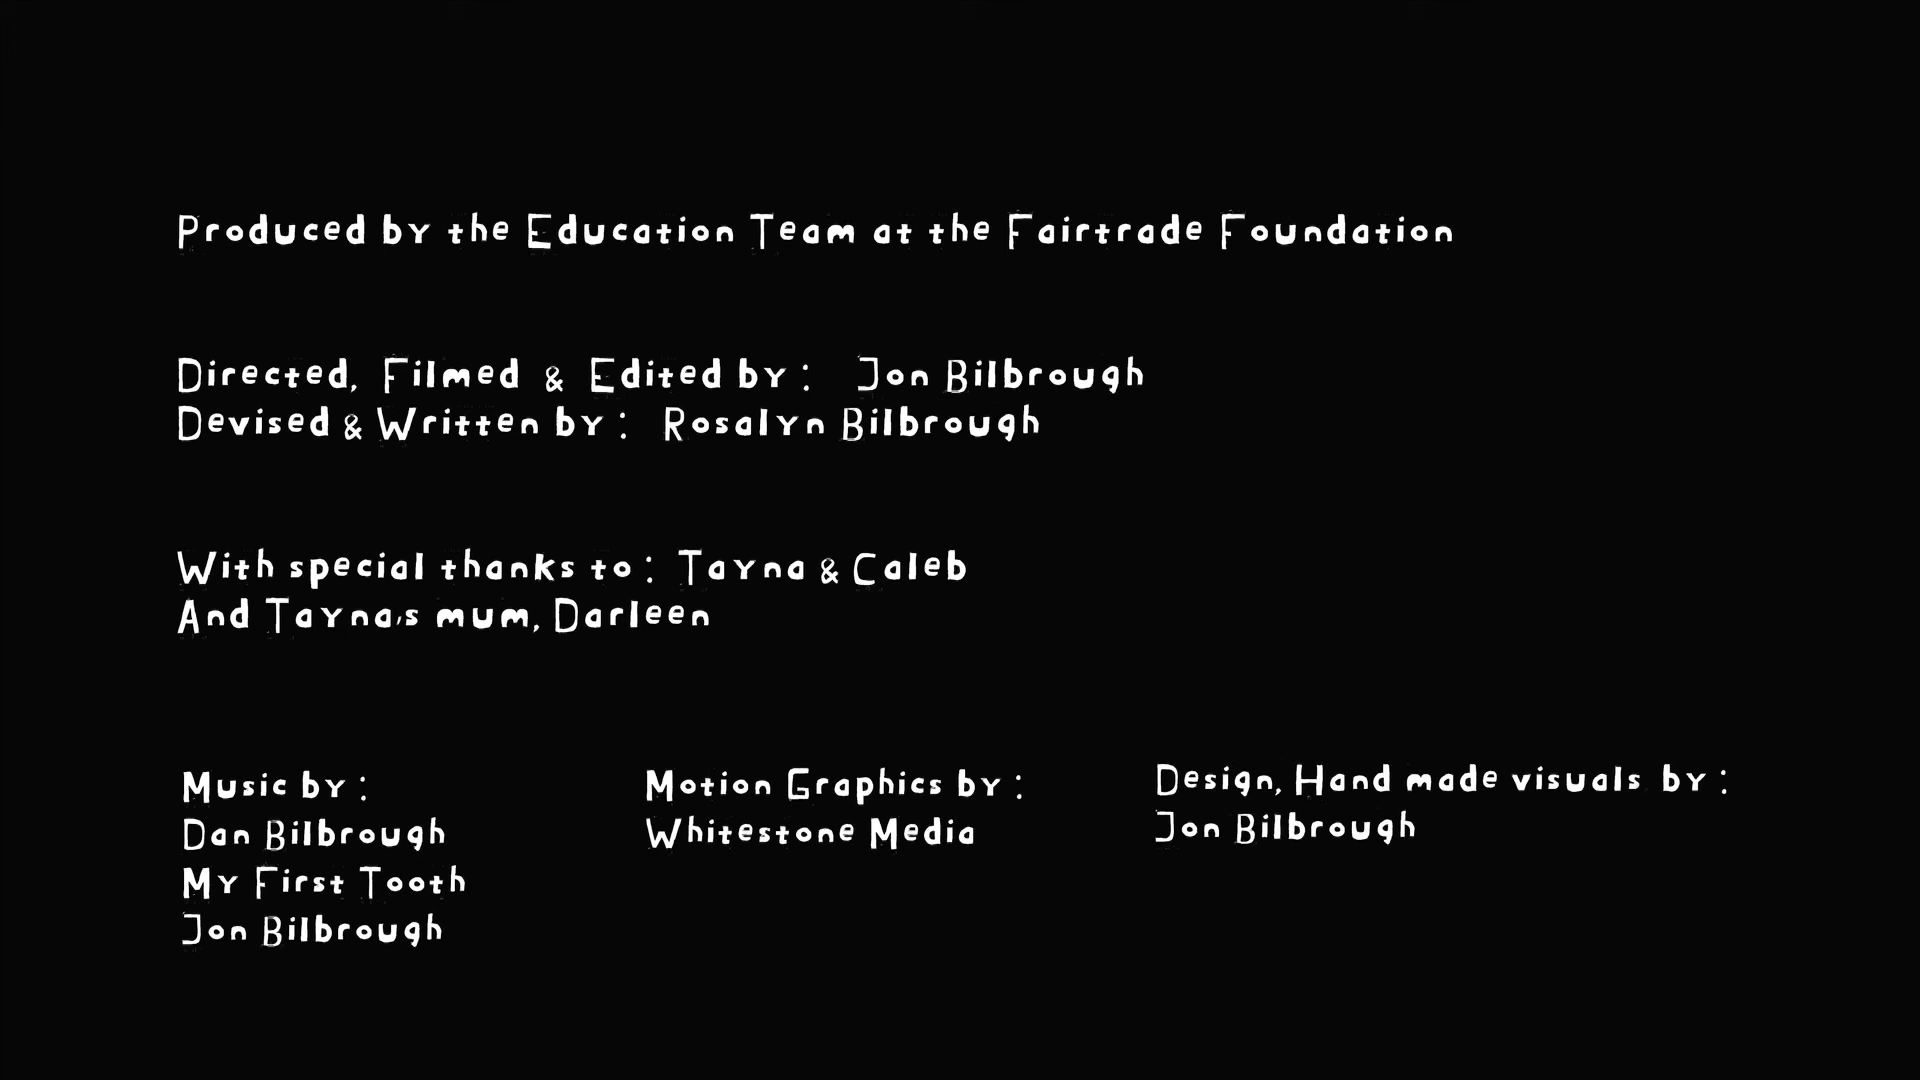 Produced by the Education Team at the Fairtrade Foundation
Directed, Filmed & Edited by: Jon Bilbrough
Devised & Written by: Rosalyn Bilbrough
With special thanks to: Tayna & Caleb
And Tayna's mum, Darleen
Music by:
Dan Bilbrough
My First Tooth
Jon Bilbrough
Motion Graphics by:
Whitestone Media
Design, Hand made visuals by:
Jon Bilbrough